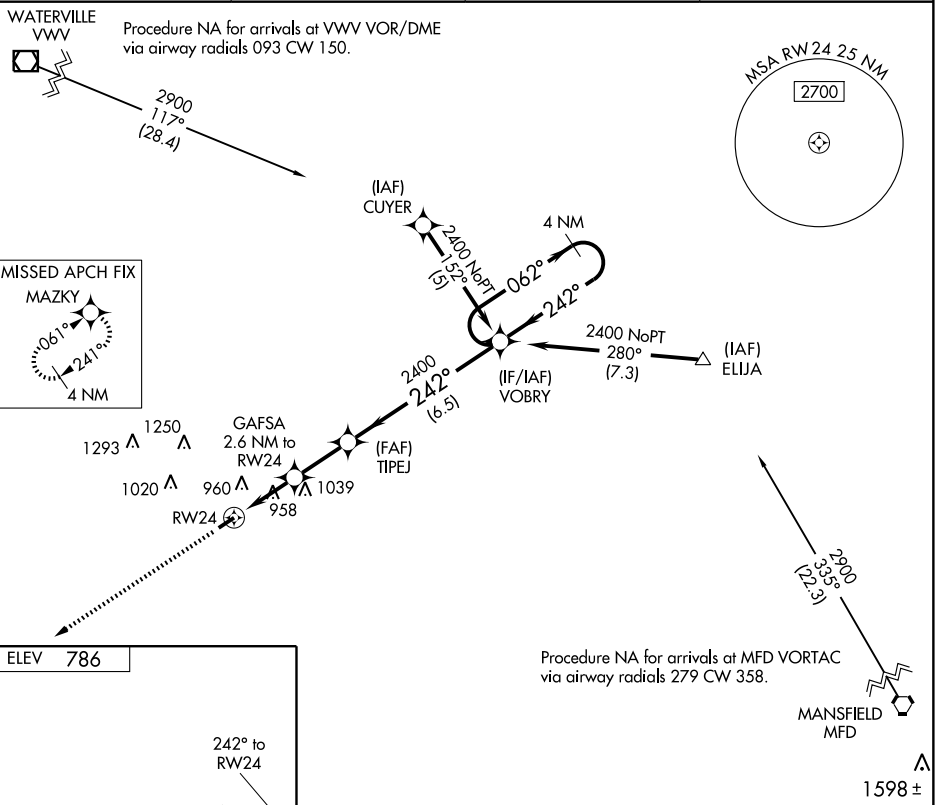 WATERVILLE
VWV
Procedure NA for arrivals at VWV VOR/DME
via airway radials 093 CW 150.
2900
117°
(28.4)
MSA RW 24 25 NM
2700
(IAF)
CUYER
2400 NoPT
152°
(5)
4 NM
062°
242°
MISSED APCH FIX
MAZKY
061°
241°
4 NM
2400 NoPT
280°
(7.3)
(IAF)
ELIJA
(IF/IAF)
VOBRY
2400
242°
(6.5)
(FAF)
TIPEJ
GAFSA
2.6 NM to
RW24
1293
1250
1020
960
958
1039
RW24
2900
335°
(22.3)
ELEV 786
Procedure NA for arrivals at MFD VORTAC
via airway radials 279 CW 358.
MANSFIELD
MFD
242° to
RW24
1598 ±